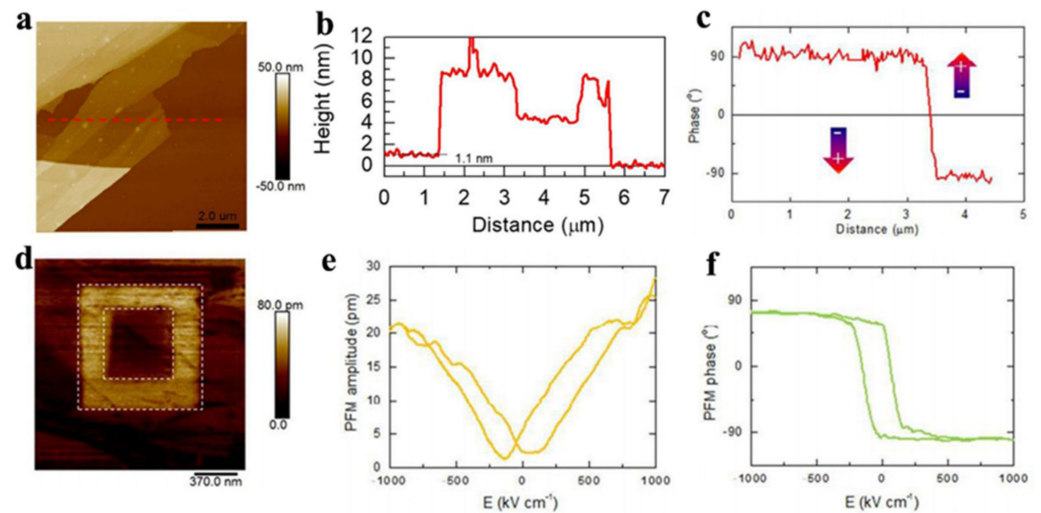 a
50.0 nm
-50.0 nm
2.0 um
b
Height (nm)
12
10
8
6
4
2
0
1.1 nm
0 1 2 3 4 5 6 7
Distance (μm)
c
Phase (°)
90
0
-90
+
-
-
+
0 1 2 3 4 5
Distance (μm)
d
80.0 pm
0.0
370.0 nm
e
PFM amplitude (pm)
30
25
20
15
10
5
0
-1000 -500 0 500 1000
E (kV cm⁻¹)
f
PFM phase (°)
90
0
-90
-1000 -500 0 500 1000
E (kV cm⁻¹)